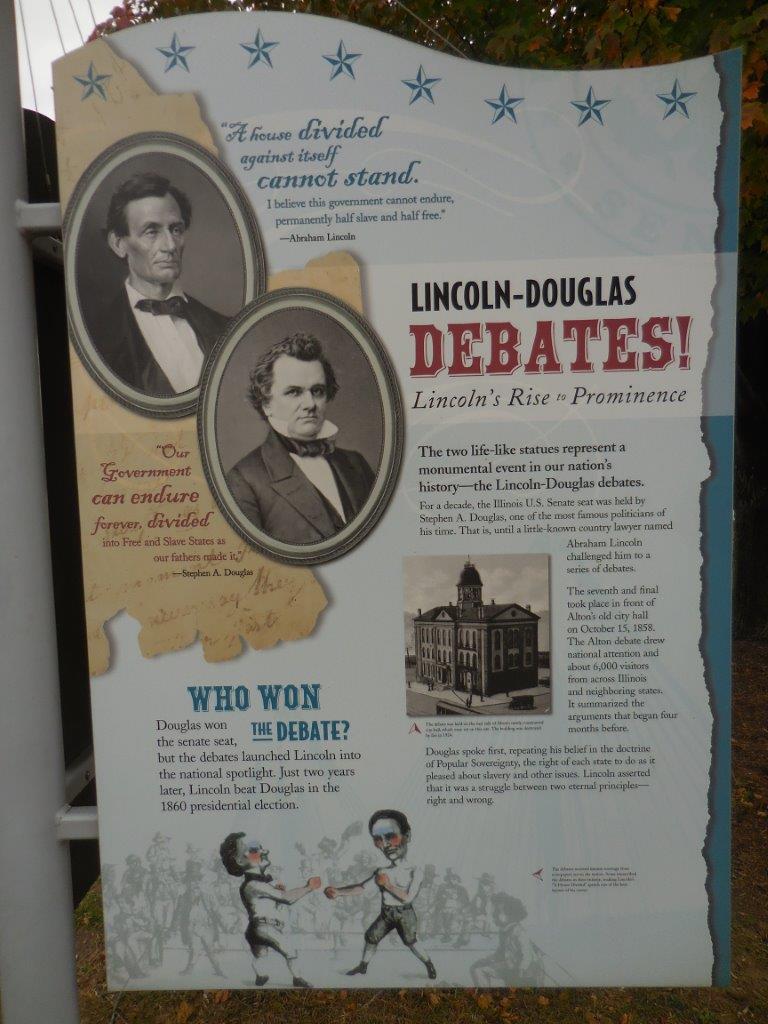 "A house divided
against itself
cannot stand.
I believe this government cannot endure,
permanently half slave and half free."
—Abraham Lincoln
LINCOLN-DOUGLAS
DEBATES!
Lincoln's Rise to Prominence
"Our
Government
can endure
forever, divided
into Free and Slave States as
our fathers made it."
—Stephen A. Douglas
The two life-like statues represent a
monumental event in our nation's
history—the Lincoln-Douglas debates.
For a decade, the Illinois U.S. Senate seat was held by
Stephen A. Douglas, one of the most famous politicians of
his time. That is, until a little-known country lawyer named
Abraham Lincoln
challenged him to a
series of debates.
The seventh and final
took place in front of
Alton's old city hall
on October 15, 1858.
The Alton debate drew
national attention and
about 6,000 visitors
from across Illinois
and neighboring states.
It summarized the
arguments that began four
months before.
Douglas spoke first, repeating his belief in the doctrine
of Popular Sovereignty, the right of each state to do as it
pleased about slavery and other issues. Lincoln asserted
that it was a struggle between two eternal principles—
right and wrong.
WHO WON
THE DEBATE?
Douglas won
the senate seat,
but the debates launched Lincoln into
the national spotlight. Just two years
later, Lincoln beat Douglas in the
1860 presidential election.